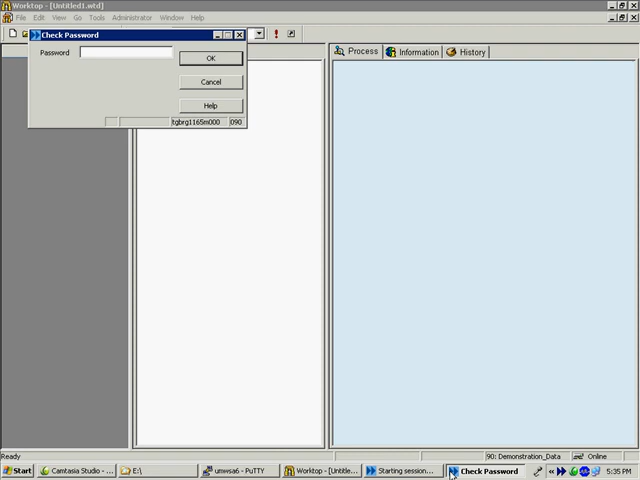 Worktop - [Untitled1.wtd]
File Edit View Go Tools Administrator Window Help
Check Password
Password
OK
Cancel
Help
tgbrg1165m000 090
Process Information History
Ready
90: Demonstration_Data Online
Start Camtasia Studio - ... E:\ umwsa6 - PuTTY Worktop - [Untitle... Starting session... Check Password « 5:35 PM